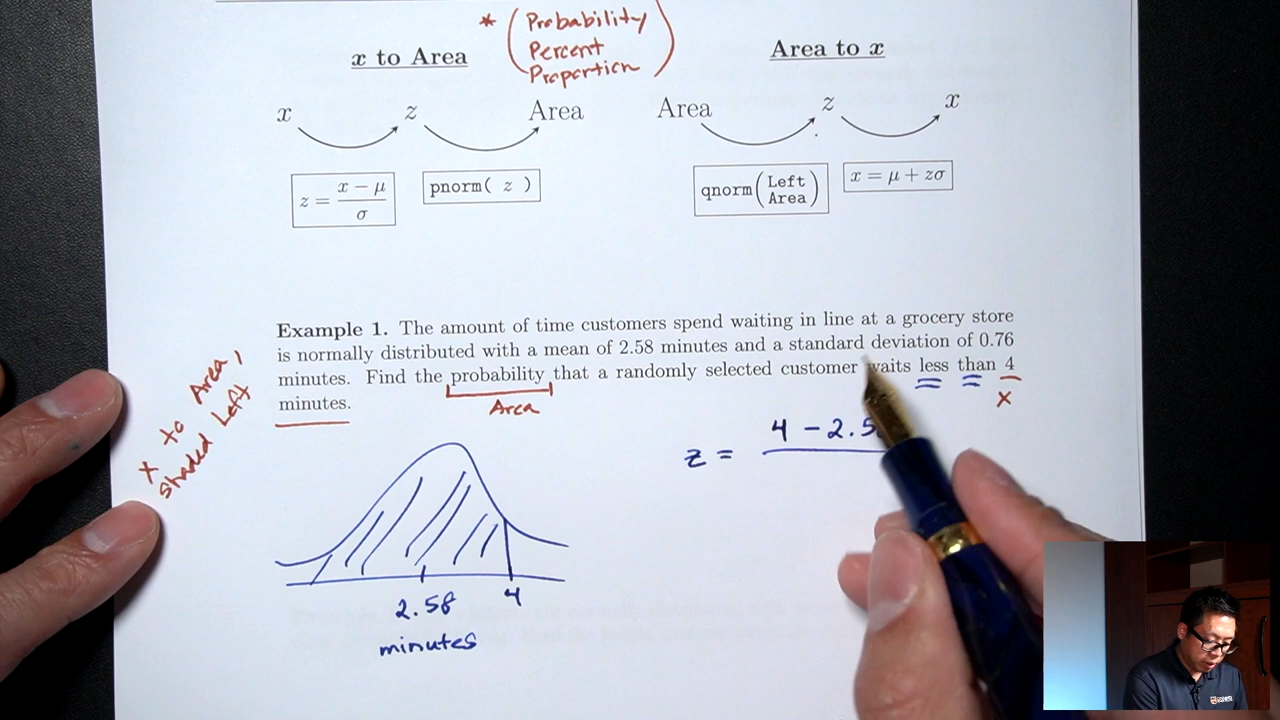 * (Probability
Percent
Proportion)
x to Area
Area to x
x z Area
Area z x
z = x − μ / σ
pnorm( z )
qnorm(Left Area)
x = μ + zσ
Example 1. The amount of time customers spend waiting in line at a grocery store
is normally distributed with a mean of 2.58 minutes and a standard deviation of 0.76
minutes. Find the probability that a randomly selected customer waits less than 4
minutes.
Area
x
x to Area,
shaded Left
z = 4 − 2.5
2.58
4
minutes